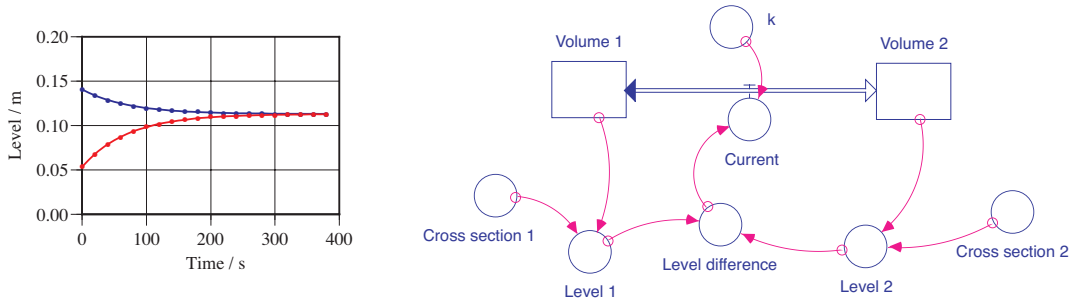 0.20
0.15
0.10
0.05
0.00
Level / m
0 100 200 300 400
Time / s
k
Volume 1
Volume 2
Current
Cross section 1
Level difference
Cross section 2
Level 1
Level 2